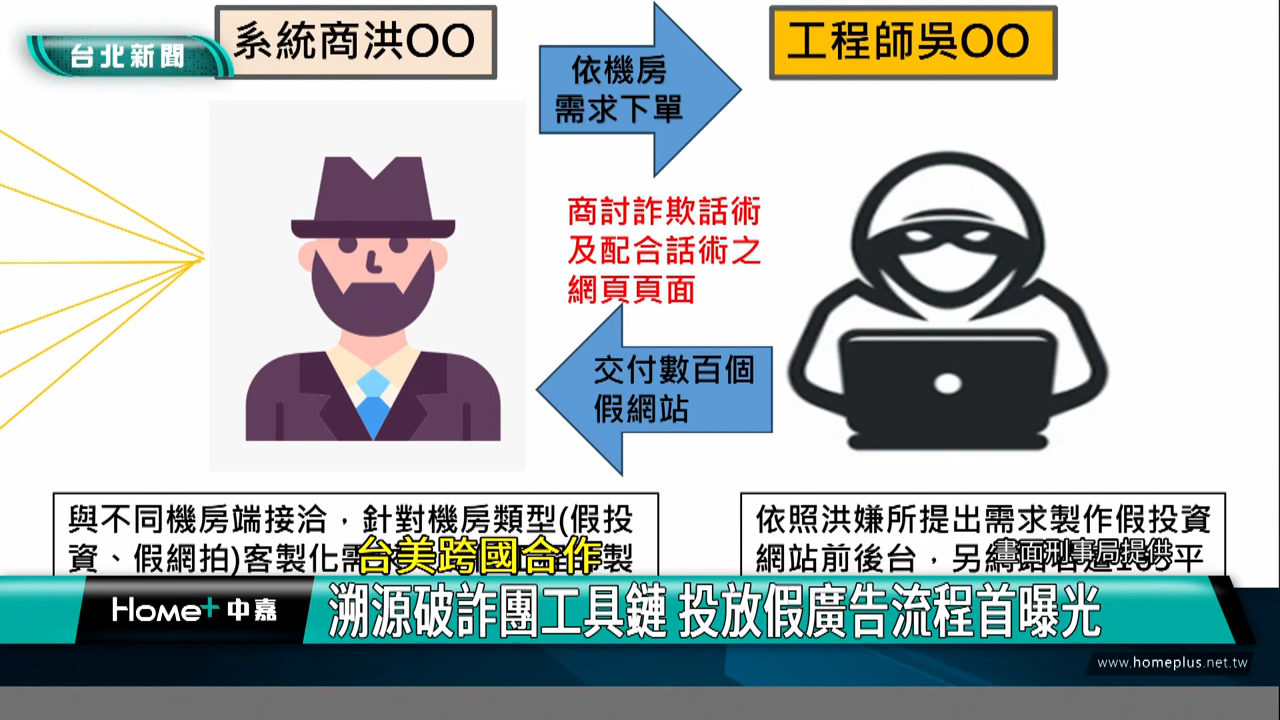 台北新聞
系統商洪OO
工程師吳OO
依機房
需求下單
商討詐欺話術
及配合話術之
網頁頁面
交付數百個
假網站
與不同機房端接洽，針對機房類型(假投
資、假網拍)客製化需
製
依照洪嫌所提出需求製作假投資
網站前後台，另
平
畫面刑事局提供
台美跨國合作
Home+中嘉
溯源破詐團工具鏈 投放假廣告流程首曝光
www.homeplus.net.tw